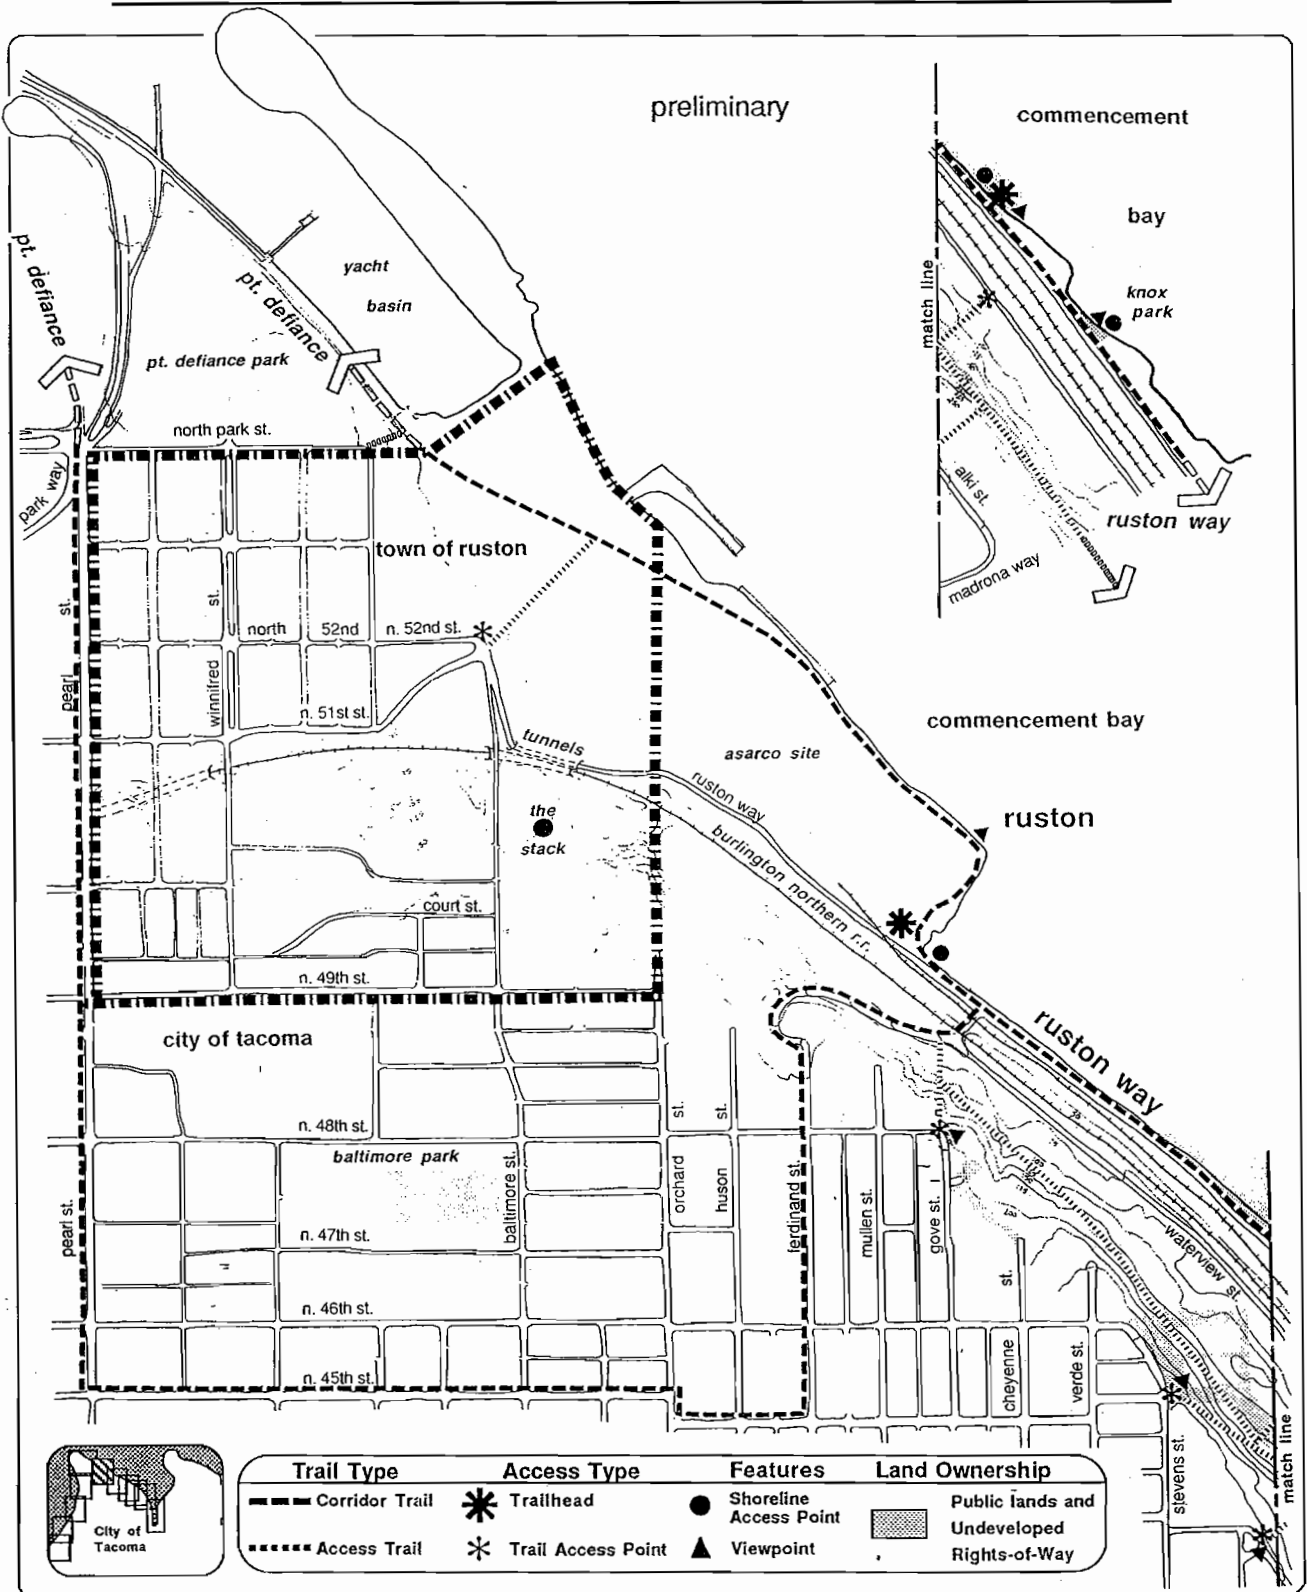 preliminary
commencement
bay
knox
park
match line
pt. defiance
pt. defiance
yacht
basin
pt. defiance park
north park st.
park way
alki st.
madrona way
ruston way
town of ruston
pearl st.
winnifred st.
north 52nd n. 52nd st.
n. 51st st.
tunnels
commencement bay
asarco site
ruston way
burlington northern r.r.
the
stack
ruston
court st.
n. 49th st.
city of tacoma
ruston way
n. 48th st.
baltimore park
baltimore st.
orchard st.
huson st.
ferdinand st.
mullen st.
gove st.
pearl st.
n. 47th st.
waterview st.
n. 46th st.
n. 45th st.
cheyenne st.
verde st.
stevens st.
match line
City of
Tacoma
Trail Type
Corridor Trail
Access Trail
Access Type
Trailhead
Trail Access Point
Features
Shoreline
Access Point
Viewpoint
Land Ownership
Public lands and
Undeveloped
Rights-of-Way